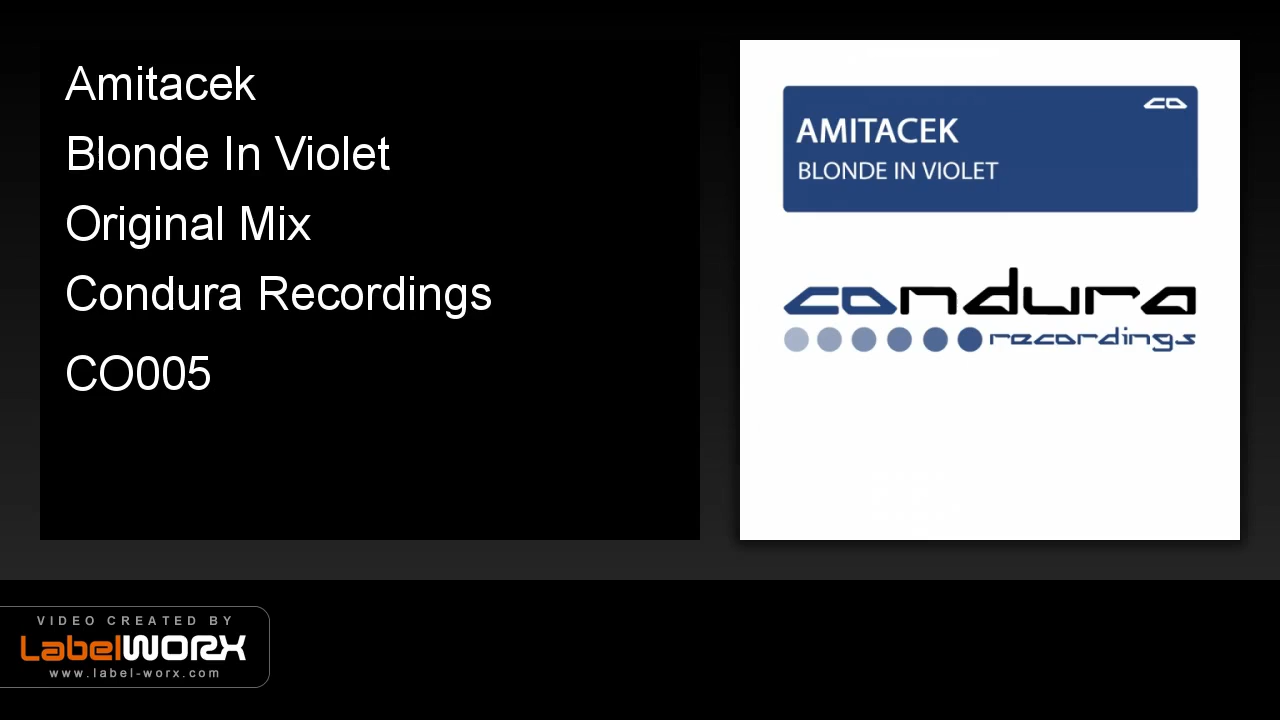 Amitacek
Blonde In Violet
Original Mix
Condura Recordings
CO005
CO
AMITACEK
BLONDE IN VIOLET
condura
recordings
VIDEO CREATED BY
LabelWORX
www.label-worx.com